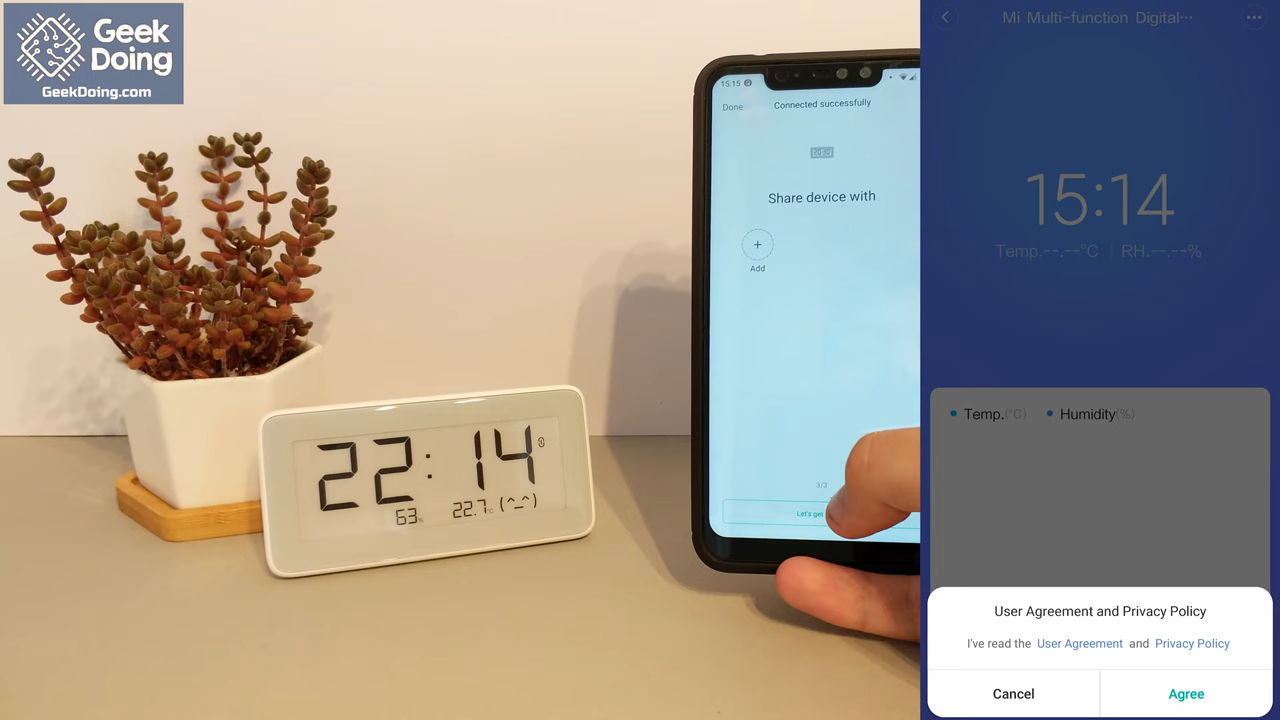 Geek
Doing
GeekDoing.com
22:14
63%
22.7°C (^_^)
15:15
Done
Connected successfully
Share device with
+
Add
3/3
Let's get
Mi Multi-function Digital···
15:14
Temp.--.--°C | RH.--.--%
Temp.(°C)
Humidity(%)
User Agreement and Privacy Policy
I've read the User Agreement and Privacy Policy
Cancel
Agree